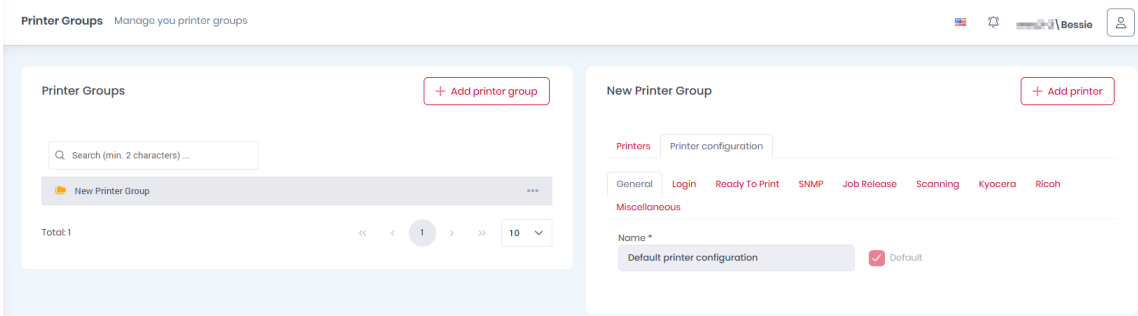 Printer Groups Manage you printer groups
\Bessie
Printer Groups
+ Add printer group
Search (min. 2 characters) ...
New Printer Group
Total: 1
<< < 1 > >> 10
New Printer Group
+ Add printer
Printers Printer configuration
General Login Ready To Print SNMP Job Release Scanning Kyocera Ricoh
Miscellaneous
Name *
Default printer configuration
Default